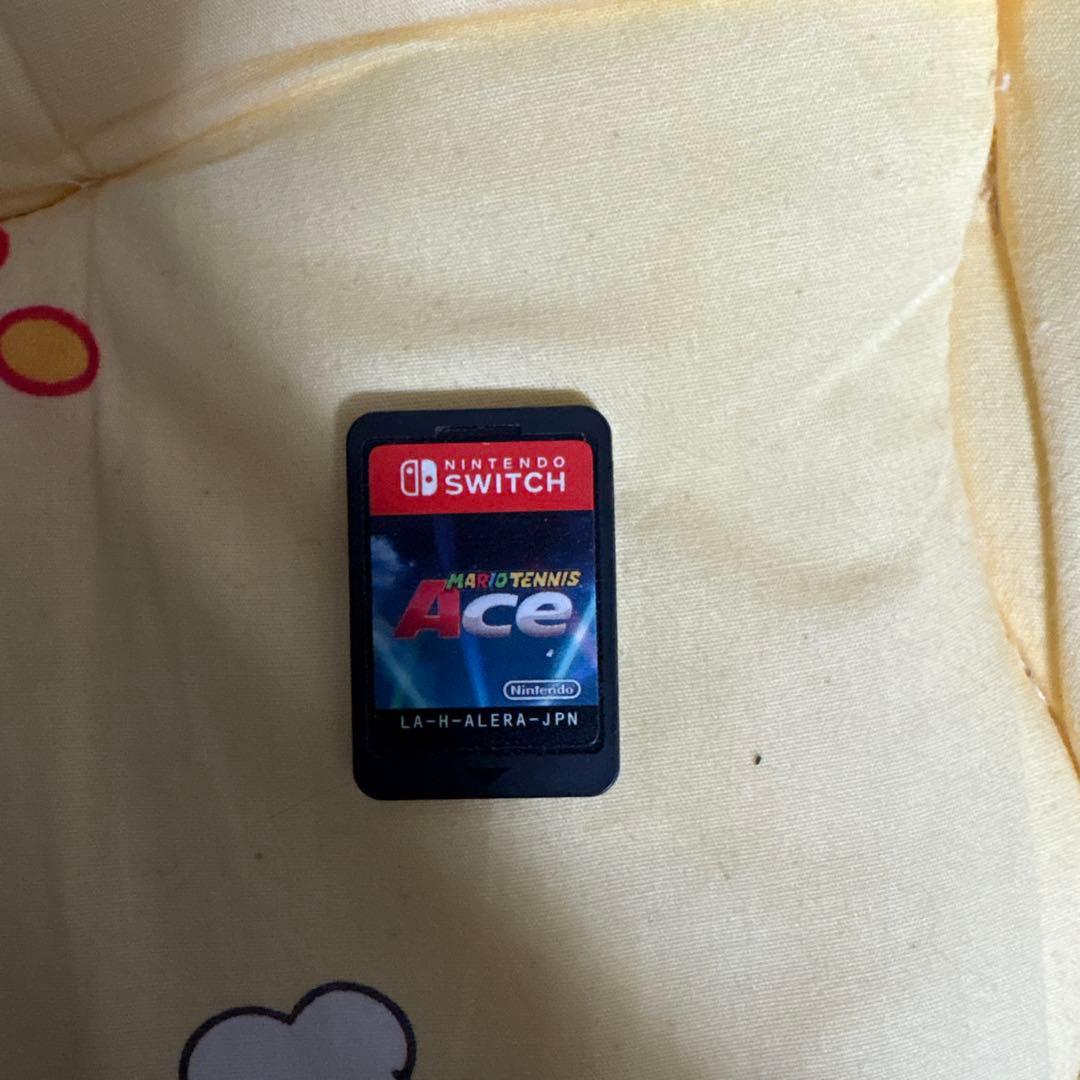 NINTENDO
SWITCH
MARIO TENNIS
Ace
Nintendo
LA-H-ALERA-JPN